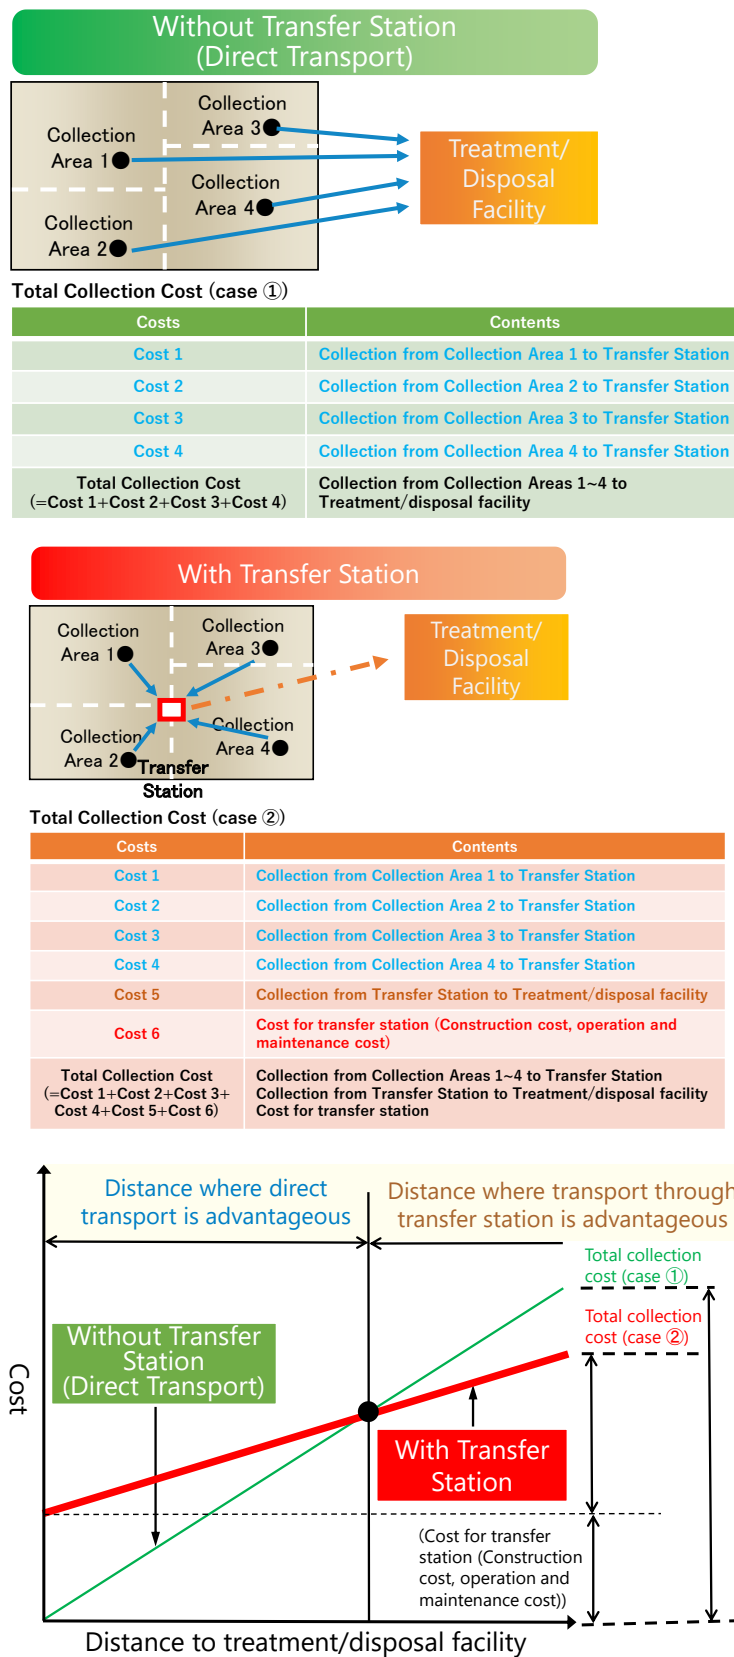 Without Transfer Station
(Direct Transport)
Collection
Area 3
Collection
Area 1
Collection
Area 4
Collection
Area 2
Treatment/
Disposal
Facility
Total Collection Cost (case ①)
Costs Contents
Cost 1 Collection from Collection Area 1 to Transfer Station
Cost 2 Collection from Collection Area 2 to Transfer Station
Cost 3 Collection from Collection Area 3 to Transfer Station
Cost 4 Collection from Collection Area 4 to Transfer Station
Total Collection Cost
(=Cost 1+Cost 2+Cost 3+Cost 4)
Collection from Collection Areas 1~4 to
Treatment/disposal facility
With Transfer Station
Collection
Area 1
Collection
Area 3
Collection
Area 2
Collection
Area 4
Transfer
Station
Treatment/
Disposal
Facility
Total Collection Cost (case ②)
Costs Contents
Cost 1 Collection from Collection Area 1 to Transfer Station
Cost 2 Collection from Collection Area 2 to Transfer Station
Cost 3 Collection from Collection Area 3 to Transfer Station
Cost 4 Collection from Collection Area 4 to Transfer Station
Cost 5 Collection from Transfer Station to Treatment/disposal facility
Cost 6
Cost for transfer station (Construction cost, operation and
maintenance cost)
Total Collection Cost
(=Cost 1+Cost 2+Cost 3+
Cost 4+Cost 5+Cost 6)
Collection from Collection Areas 1~4 to Transfer Station
Collection from Transfer Station to Treatment/disposal facility
Cost for transfer station
Distance where direct
transport is advantageous
Distance where transport through
transfer station is advantageous
Total collection
cost (case ①)
Total collection
cost (case ②)
Without Transfer
Station
(Direct Transport)
Cost
With Transfer
Station
(Cost for transfer
station (Construction
cost, operation and
maintenance cost))
Distance to treatment/disposal facility